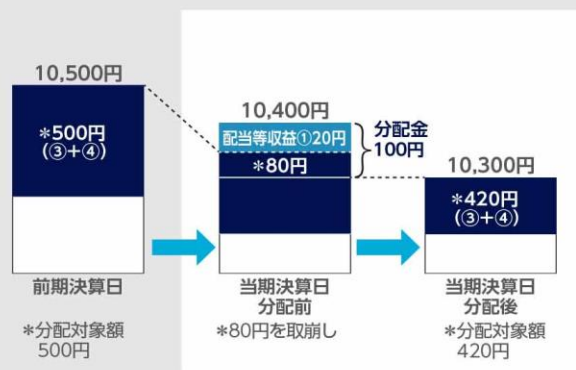 10,500円
*500円
(③+④)
前期決算日
*分配対象額
500円
10,400円
配当等収益①20円
*80円
分配金
100円
当期決算日
分配前
*80円を取崩し
10,300円
*420円
(③+④)
当期決算日
分配後
*分配対象額
420円